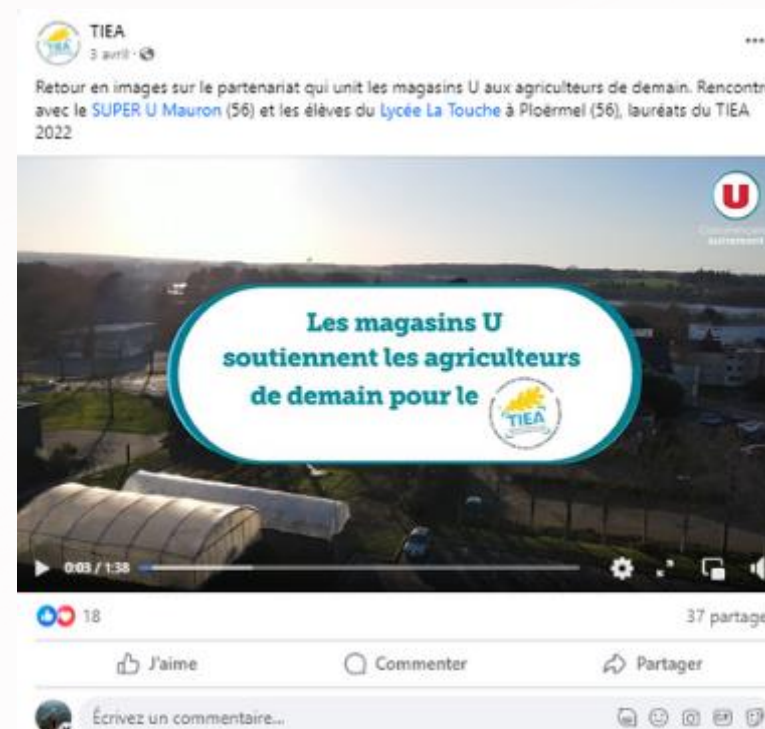 TIEA
3 avril ·
Retour en images sur le partenariat qui unit les magasins U aux agriculteurs de demain. Rencontr
avec le SUPER U Mauron (56) et les élèves du Lycée La Touche à Ploërmel (56), lauréats du TIEA
2022
U
Les magasins U
soutiennent les agriculteurs
de demain pour le
TIEA
0:03 / 1:38
18
37 partage
J'aime
Commenter
Partager
Écrivez un commentaire...